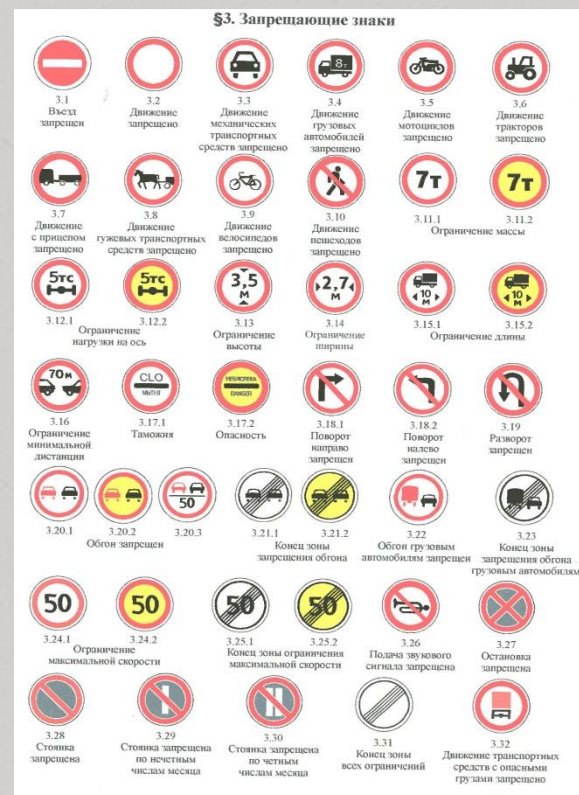 §3. Запрещающие знаки
8т
3.1
Въезд
запрещен
3.2
Движение
запрещено
3.3
Движение
механических
транспортных
средств запрещено
3.4
Движение
грузовых
автомобилей
запрещено
3.5
Движение
мотоциклов
запрещено
3.6
Движение
тракторов
запрещено
7т
7т
3.7
Движение
с прицепом
запрещено
3.8
Движение
гужевых транспортных
средств запрещено
3.9
Движение
велосипедов
запрещено
3.10
Движение
пешеходов
запрещено
3.11.1
3.11.2
Ограничение массы
5тс
5тс
3,5
м
2,7
м
10
м
10
м
3.12.1
3.12.2
Ограничение
нагрузки на ось
3.13
Ограничение
высоты
3.14
Ограничение
ширины
3.15.1
3.15.2
Ограничение длины
70м
CLO
МЫТНЯ
НЕБЯСПЕКА
DANGER
3.16
Ограничение
минимальной
дистанции
3.17.1
Таможня
3.17.2
Опасность
3.18.1
Поворот
направо
запрещен
3.18.2
Поворот
налево
запрещен
3.19
Разворот
запрещен
50
3.20.1
3.20.2
3.20.3
Обгон запрещен
3.21.1
3.21.2
Конец зоны
запрещения обгона
3.22
Обгон грузовым
автомобилям запрещен
3.23
Конец зоны
запрещения обгона
грузовым автомобилям
50
50
50
50
3.24.1
3.24.2
Ограничение
максимальной скорости
3.25.1
3.25.2
Конец зоны ограничения
максимальной скорости
3.26
Подача звукового
сигнала запрещена
3.27
Остановка
запрещена
3.28
Стоянка
запрещена
3.29
Стоянка запрещена
по нечетным
числам месяца
3.30
Стоянка запрещена
по четным
числам месяца
3.31
Конец зоны
всех ограничений
3.32
Движение транспортных
средств с опасными
грузами запрещено